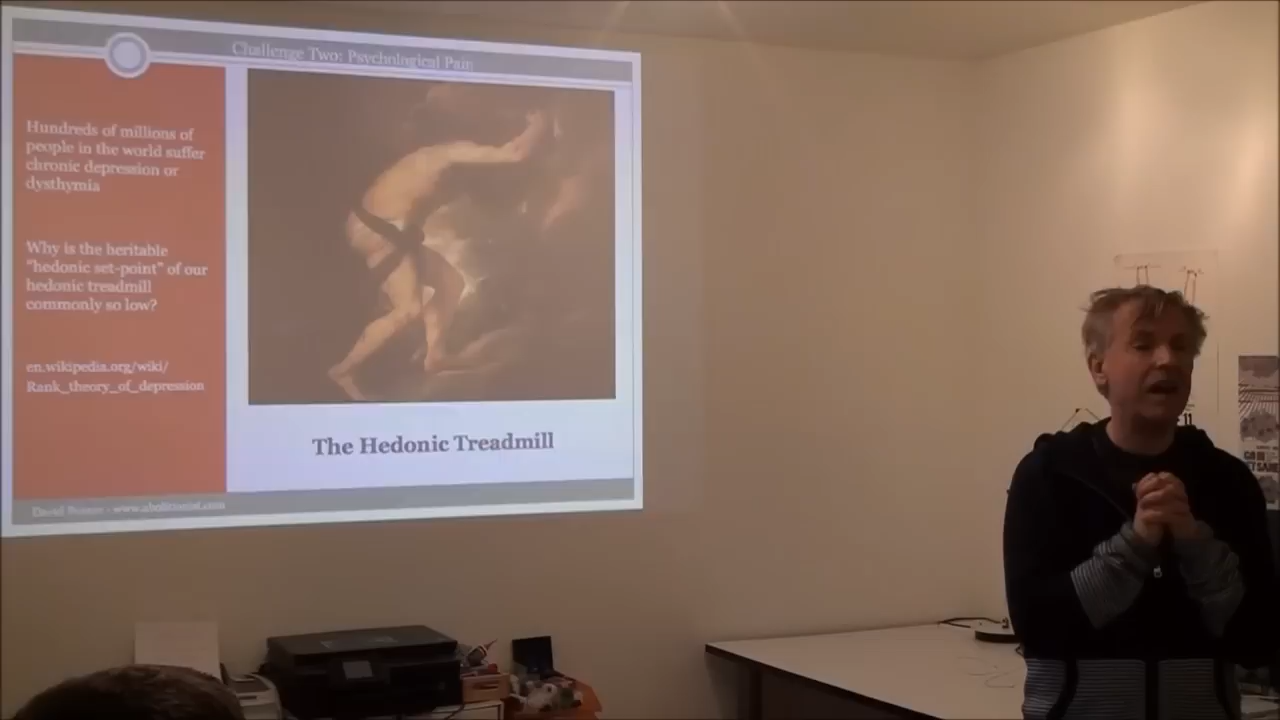 Challenge Two: Psychological Pain
Hundreds of millions of
people in the world suffer
chronic depression or
dysthymia
Why is the heritable
"hedonic set-point" of our
hedonic treadmill
commonly so low?
en.wikipedia.org/wiki/
Rank_theory_of_depression
The Hedonic Treadmill
David Pearce - www.abolitionist.com